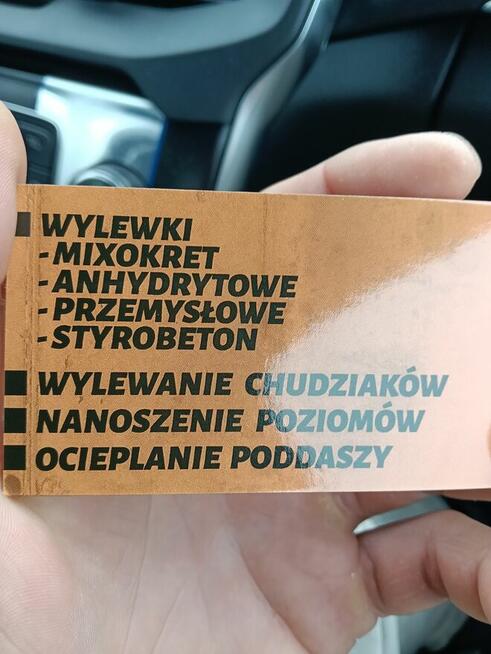 WYLEWKI
- MIXOKRET
- ANHYDRYTOWE
- PRZEMYSŁOWE
- STYROBETON
WYLEWANIE CHUDZIAKÓW
NANOSZENIE POZIOMÓW
OCIEPLANIE PODDASZY